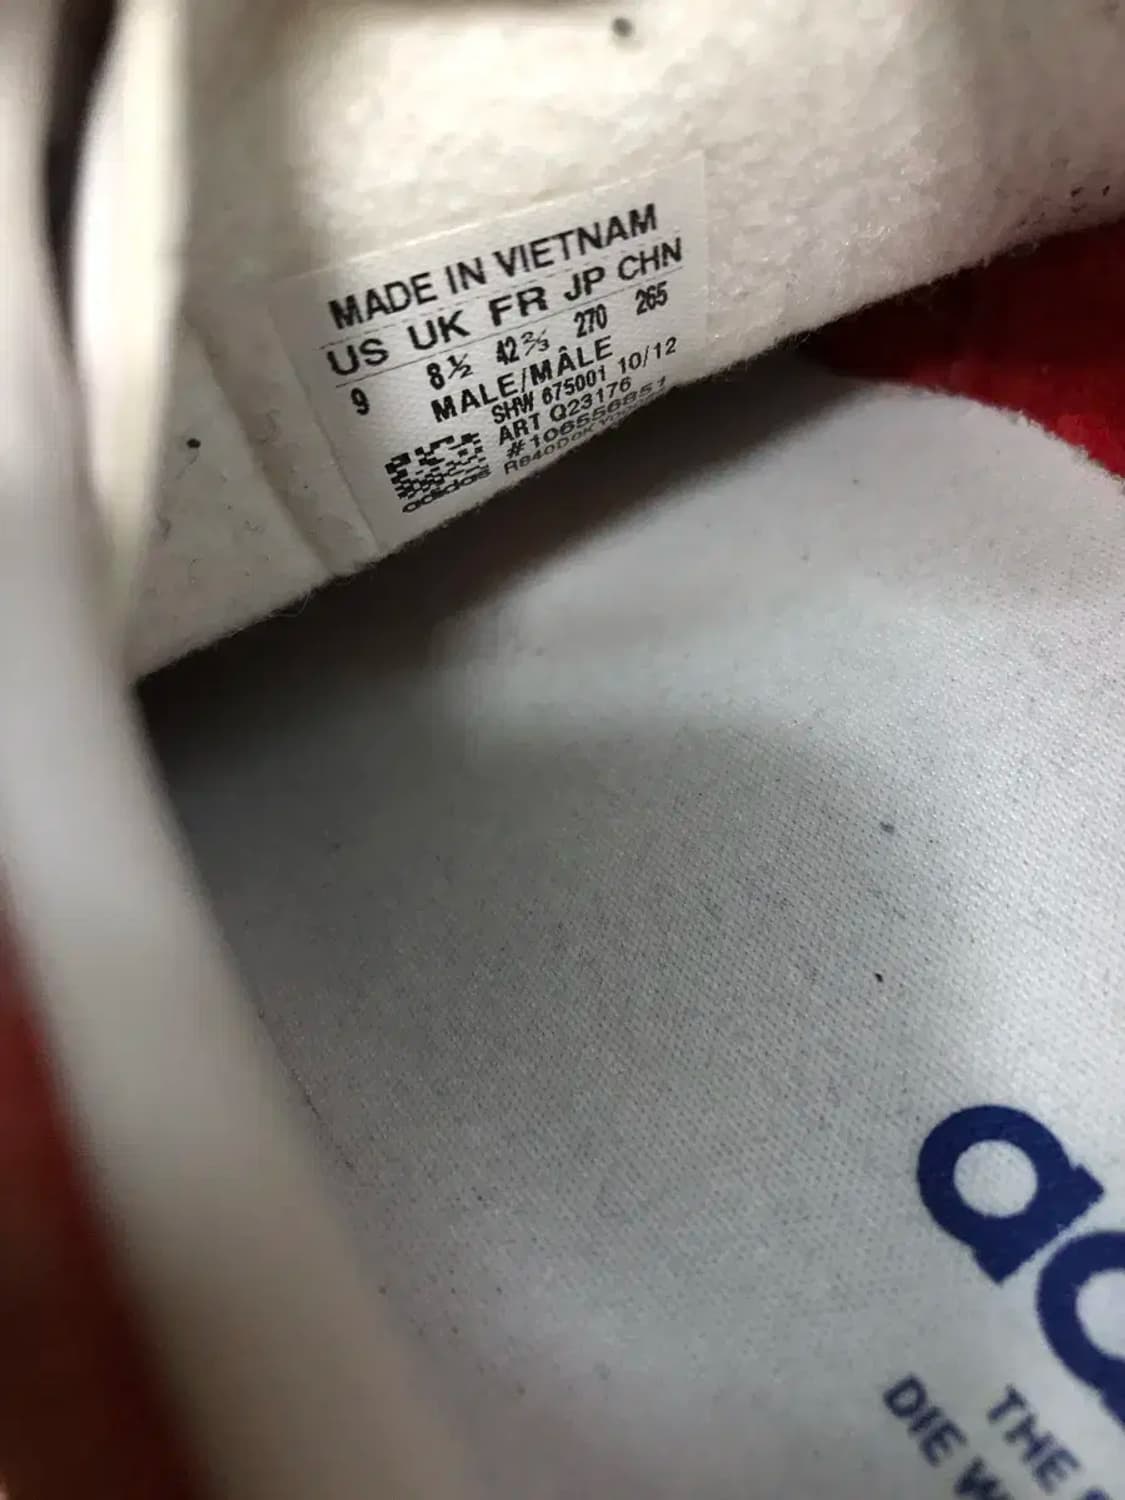 MADE IN VIETNAM
US UK FR JP CHN
9 8½ 42⅔ 270 265
MALE/MÂLE
SHW 675001 10/12
ART Q23176
#106556851
adidas
THE
DIE